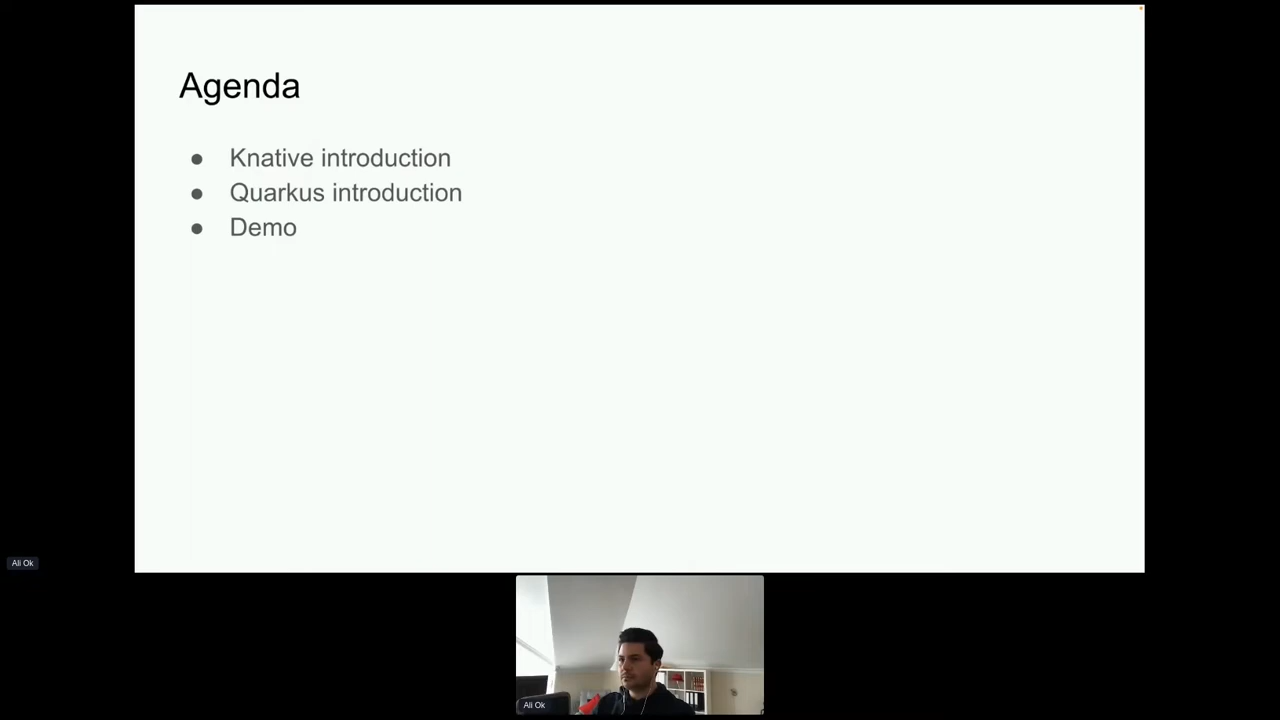 Agenda
● Knative introduction
● Quarkus introduction
● Demo
Ali Ok
Ali Ok